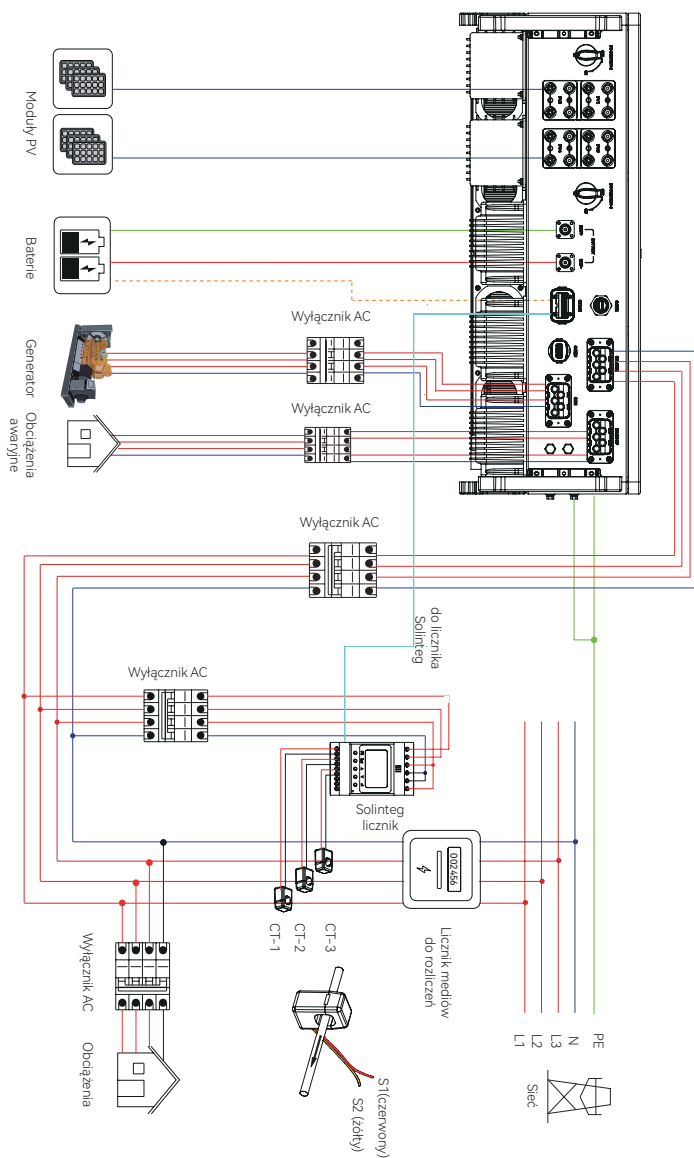 Moduły PV
Baterie
Generator
Obciążenia
awaryjne
Wyłącznik AC
Wyłącznik AC
Wyłącznik AC
do licznika
Solinteg
Wyłącznik AC
Solinteg
licznik
002456
Licznik mediów
do rozliczeń
CT-1
CT-2
CT-3
S1(czerwony)
S2 (żółty)
Wyłącznik AC
Obciążenia
L1
L2
L3
N
PE
Sieć